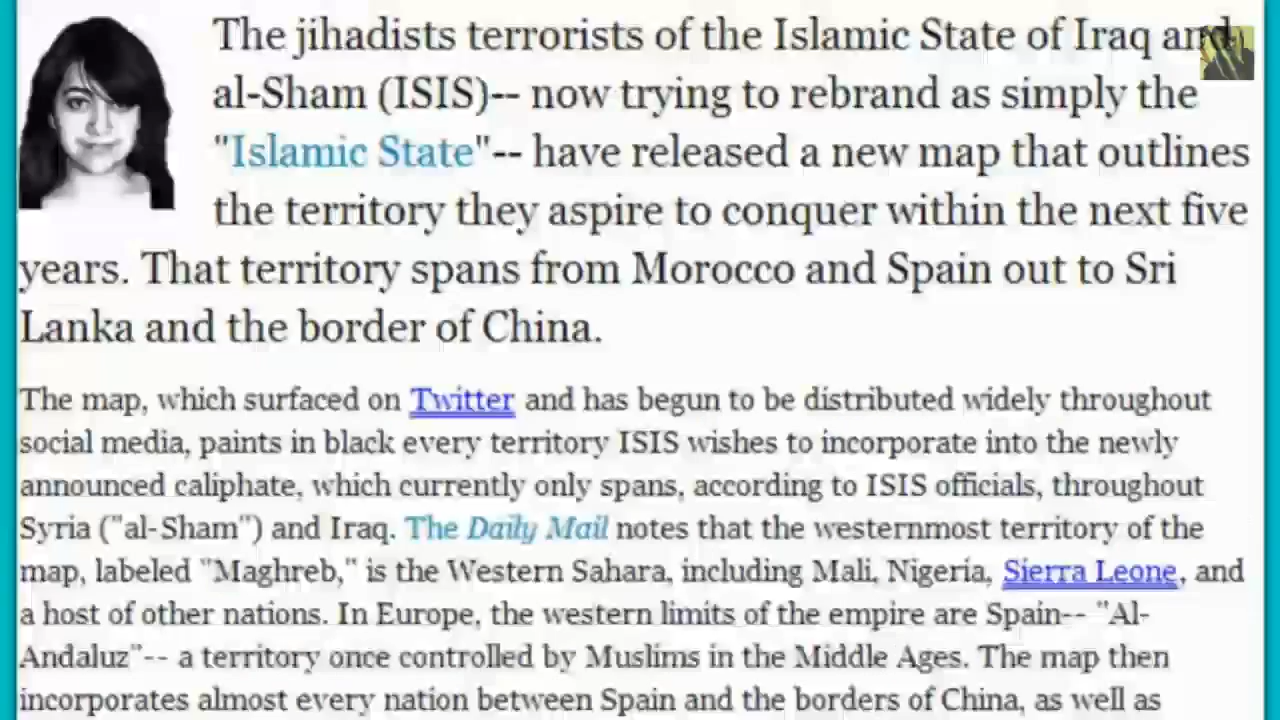 The jihadists terrorists of the Islamic State of Iraq and
al-Sham (ISIS)-- now trying to rebrand as simply the
"Islamic State"-- have released a new map that outlines
the territory they aspire to conquer within the next five
years. That territory spans from Morocco and Spain out to Sri
Lanka and the border of China.
The map, which surfaced on Twitter and has begun to be distributed widely throughout
social media, paints in black every territory ISIS wishes to incorporate into the newly
announced caliphate, which currently only spans, according to ISIS officials, throughout
Syria ("al-Sham") and Iraq. The Daily Mail notes that the westernmost territory of the
map, labeled "Maghreb," is the Western Sahara, including Mali, Nigeria, Sierra Leone, and
a host of other nations. In Europe, the western limits of the empire are Spain-- "Al-
Andaluz"-- a territory once controlled by Muslims in the Middle Ages. The map then
incorporates almost every nation between Spain and the borders of China, as well as